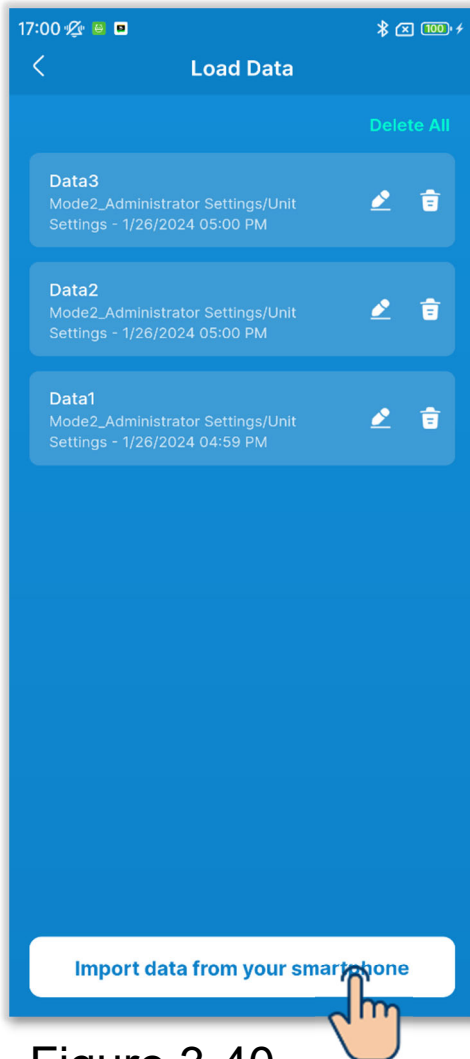 17:00
100
Load Data
Delete All
Data3
Mode2_Administrator Settings/Unit
Settings - 1/26/2024 05:00 PM
Data2
Mode2_Administrator Settings/Unit
Settings - 1/26/2024 05:00 PM
Data1
Mode2_Administrator Settings/Unit
Settings - 1/26/2024 04:59 PM
Import data from your smartphone
Figure 3-40